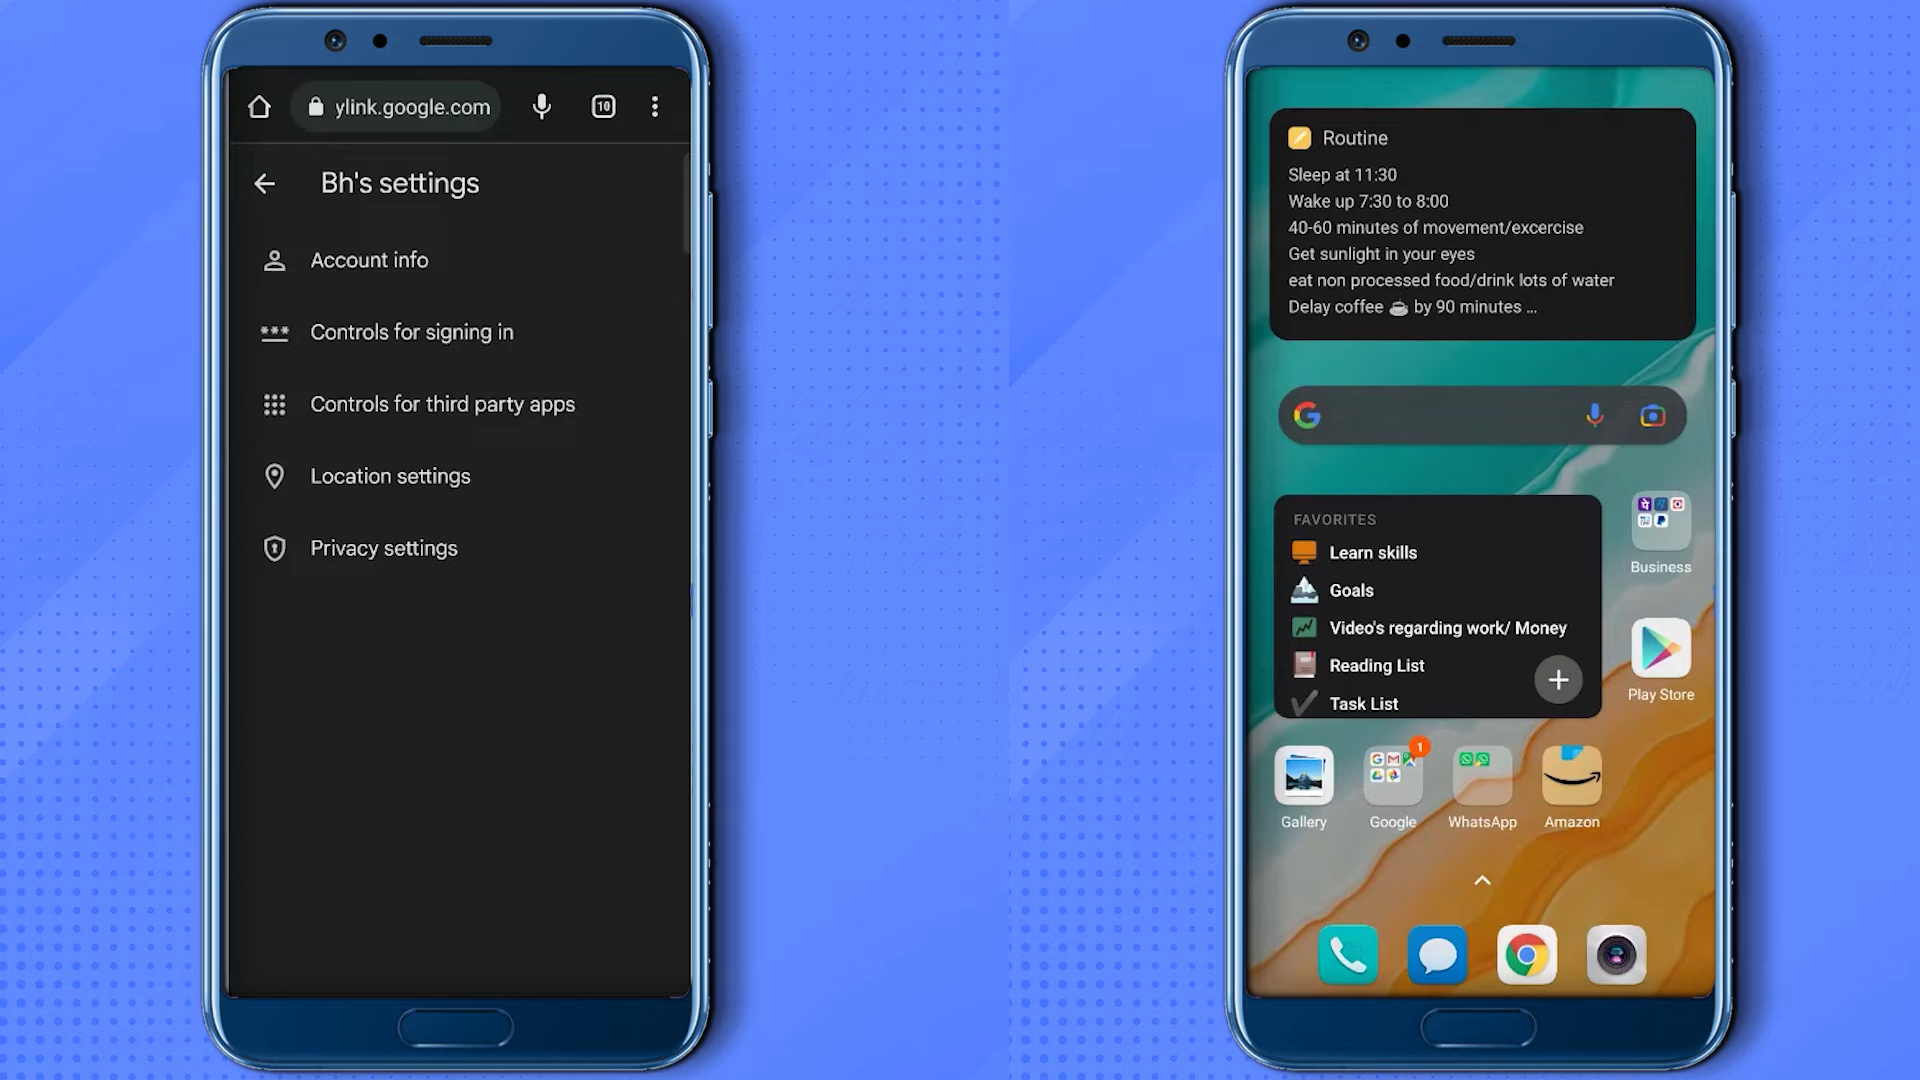 ylink.google.com
10
Bh's settings
Account info
Controls for signing in
Controls for third party apps
Location settings
Privacy settings
Routine
Sleep at 11:30
Wake up 7:30 to 8:00
40-60 minutes of movement/excercise
Get sunlight in your eyes
eat non processed food/drink lots of water
Delay coffee ☕ by 90 minutes ...
FAVORITES
Learn skills
Goals
Video's regarding work/ Money
Reading List
Task List
Business
Play Store
1
Gallery
Google
WhatsApp
Amazon